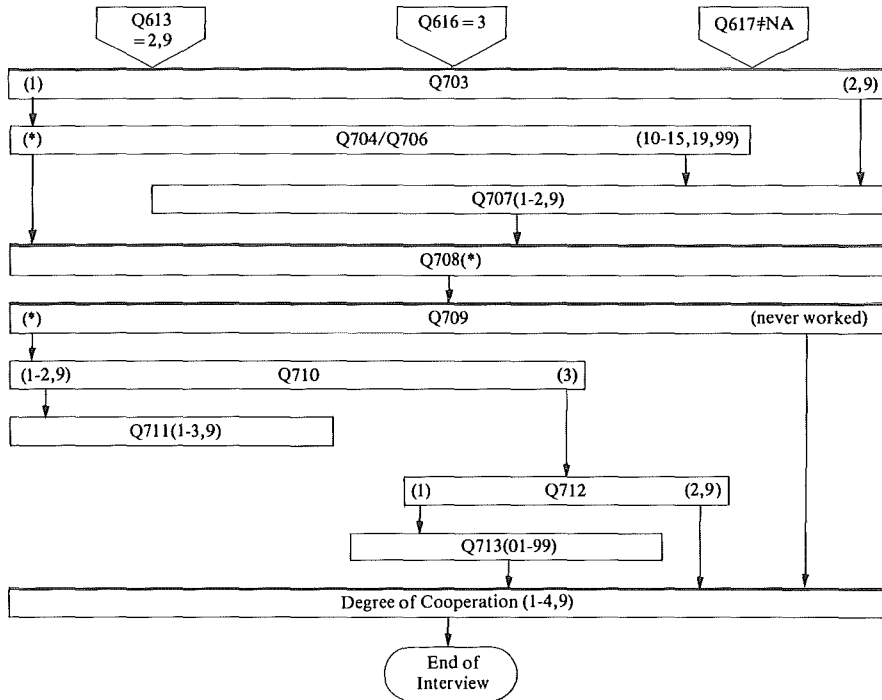 Q613
=2,9
Q616=3
Q617≠NA
(1) Q703 (2,9)
(*) Q704/Q706 (10-15,19,99)
Q707(1-2,9)
Q708(*)
(*) Q709 (never worked)
(1-2,9) Q710 (3)
Q711(1-3,9)
(1) Q712 (2,9)
Q713(01-99)
Degree of Cooperation (1-4,9)
End of
Interview